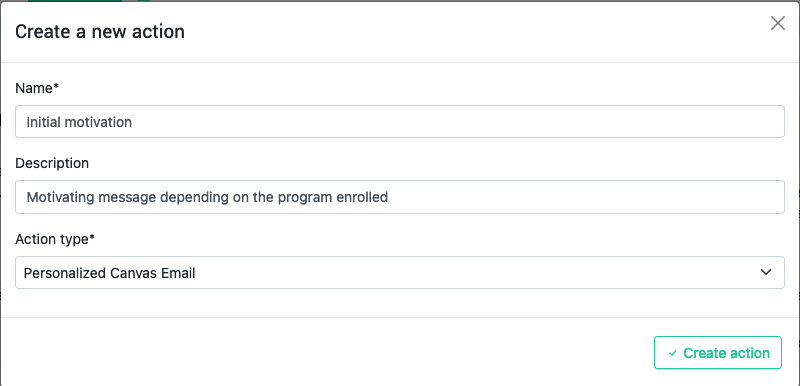 Create a new action
Name*
Initial motivation
Description
Motivating message depending on the program enrolled
Action type*
Personalized Canvas Email
Create action